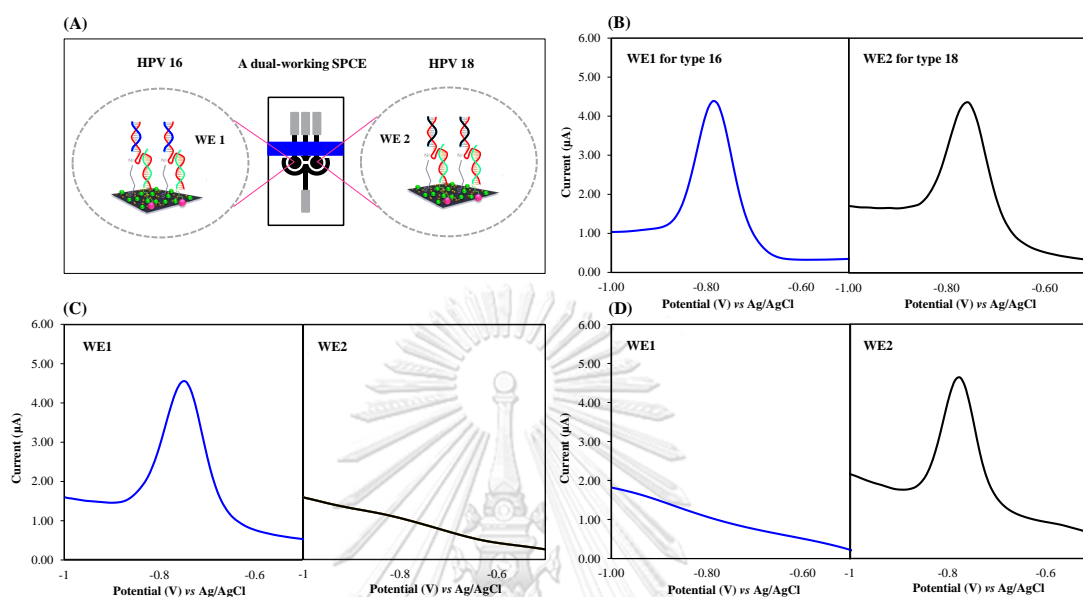 (A)
HPV 16
A dual-working SPCE
HPV 18
WE 1
WE 2
(B)
WE1 for type 16
WE2 for type 18
Current (µA)
6.00
5.00
4.00
3.00
2.00
1.00
0.00
-1.00
-0.80
-0.60
-1.00
-0.80
-0.60
Potential (V) vs Ag/AgCl
Potential (V) vs Ag/AgCl
(C)
WE1
WE2
Current (µA)
6.00
5.00
4.00
3.00
2.00
1.00
0.00
-1
-0.8
-0.6
-1
-0.8
-0.6
Potential (V) vs Ag/AgCl
Potential (V) vs Ag/AgCl
(D)
WE1
WE2
Current (µA)
6.00
5.00
4.00
3.00
2.00
1.00
0.00
-1.00
-0.80
-0.60
-1
-0.8
-0.6
Potential (V) vs Ag/AgCl
Potential (V) vs Ag/AgCl